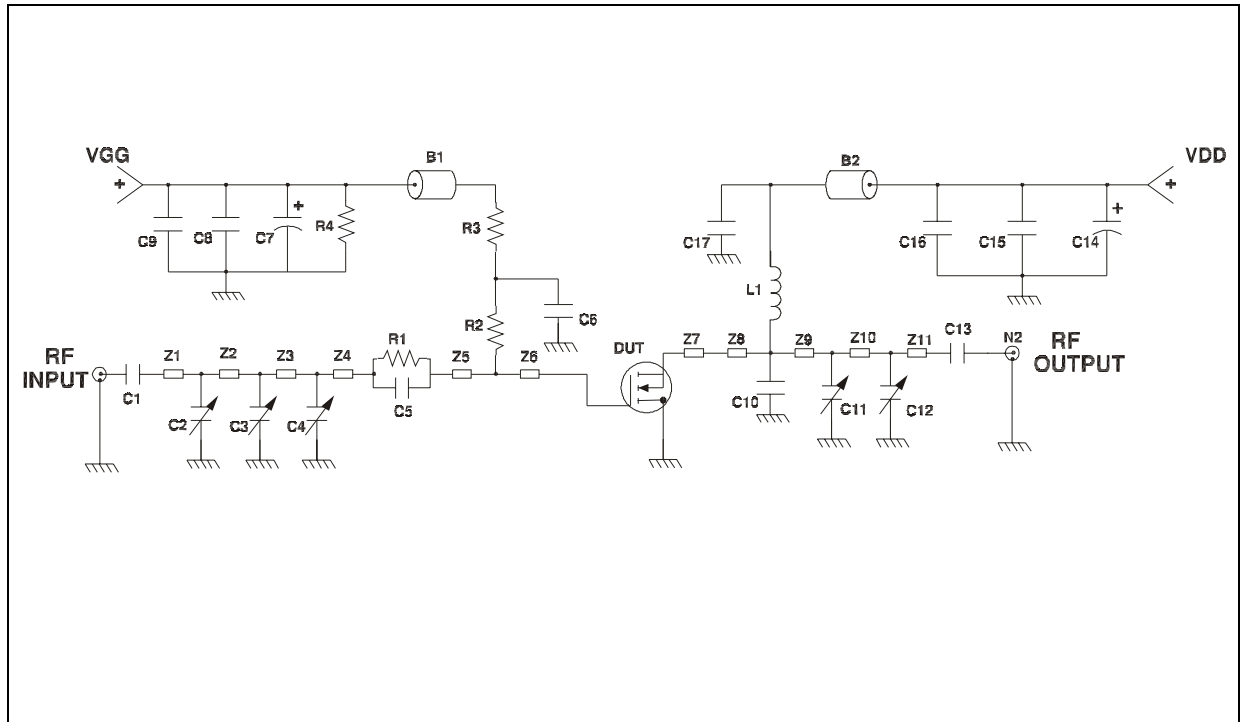 VGG
B1
B2
VDD
+
+
C9
C8
C7
R4
R3
C17
C16
C15
+
C14
+
L1
R2
C6
RF
INPUT
C1
Z1
Z2
Z3
Z4
R1
C5
Z5
Z6
DUT
Z7
Z8
Z9
Z10
Z11
C13
N2
RF
OUTPUT
C2
C3
C4
C10
C11
C12